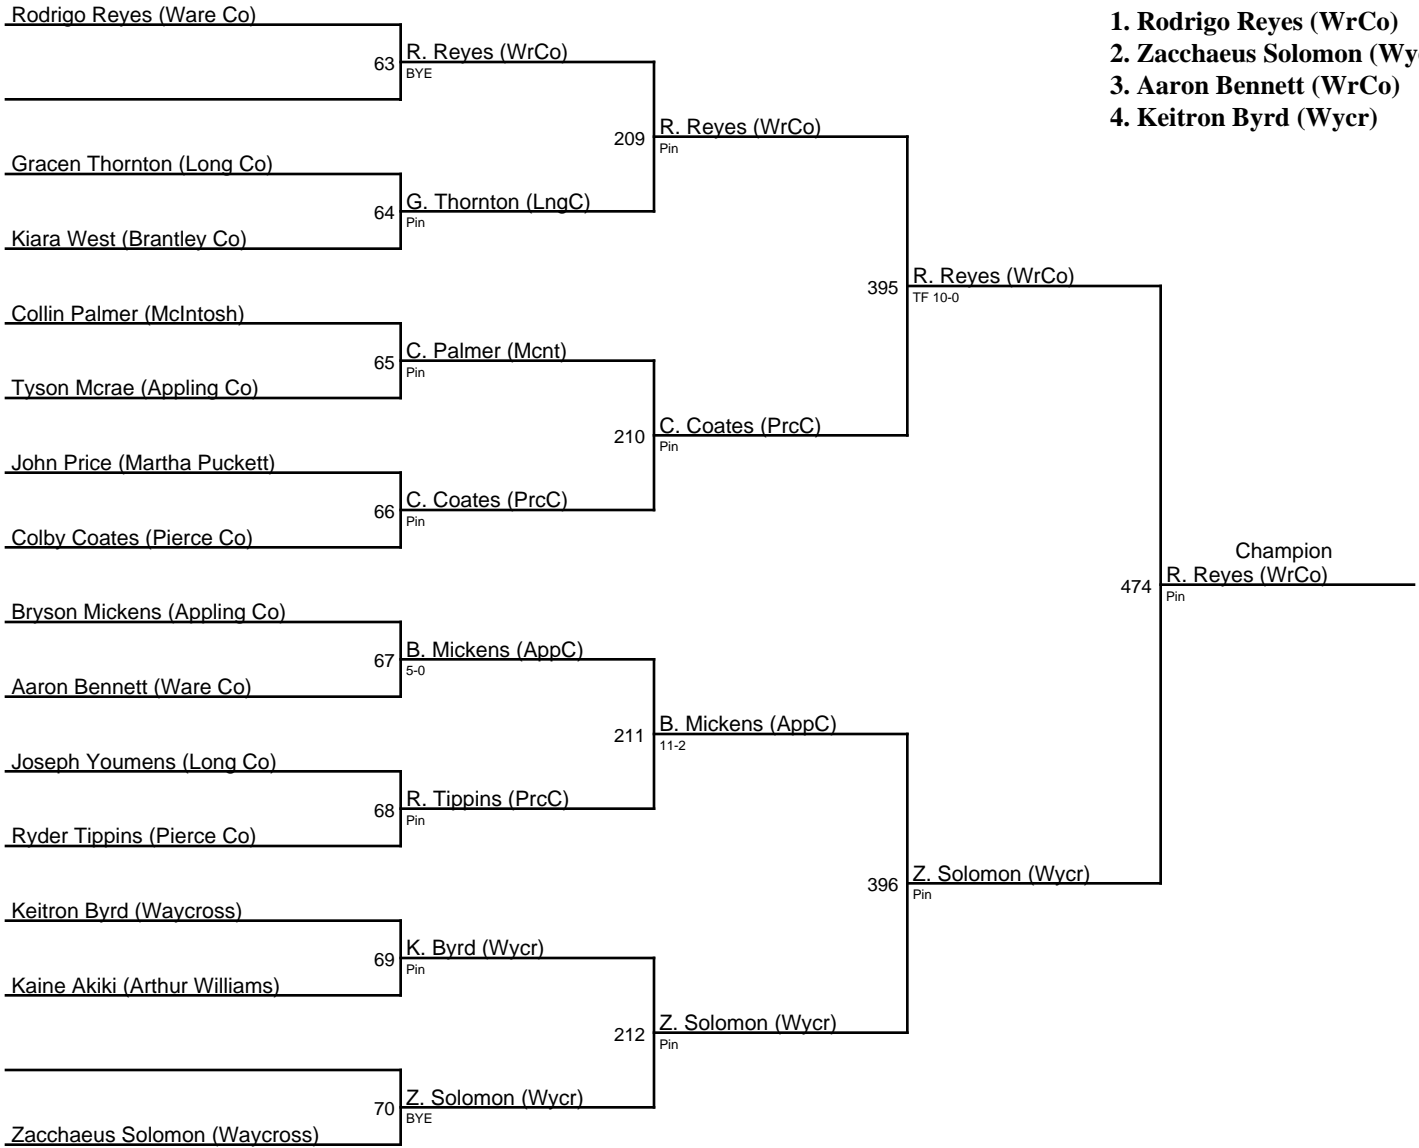 Rodrigo Reyes (Ware Co)
1. Rodrigo Reyes (WrCo)
2. Zacchaeus Solomon (Wy
3. Aaron Bennett (WrCo)
4. Keitron Byrd (Wycr)
63 R. Reyes (WrCo)
BYE
209 R. Reyes (WrCo)
Pin
Gracen Thornton (Long Co)
64 G. Thornton (LngC)
Pin
Kiara West (Brantley Co)
395 R. Reyes (WrCo)
TF 10-0
Collin Palmer (McIntosh)
65 C. Palmer (Mcnt)
Pin
Tyson Mcrae (Appling Co)
210 C. Coates (PrcC)
Pin
John Price (Martha Puckett)
66 C. Coates (PrcC)
Pin
Colby Coates (Pierce Co)
Champion
474 R. Reyes (WrCo)
Pin
Bryson Mickens (Appling Co)
67 B. Mickens (AppC)
5-0
Aaron Bennett (Ware Co)
211 B. Mickens (AppC)
11-2
Joseph Youmens (Long Co)
68 R. Tippins (PrcC)
Pin
Ryder Tippins (Pierce Co)
396 Z. Solomon (Wycr)
Pin
Keitron Byrd (Waycross)
69 K. Byrd (Wycr)
Pin
Kaine Akiki (Arthur Williams)
212 Z. Solomon (Wycr)
Pin
70 Z. Solomon (Wycr)
BYE
Zacchaeus Solomon (Waycross)